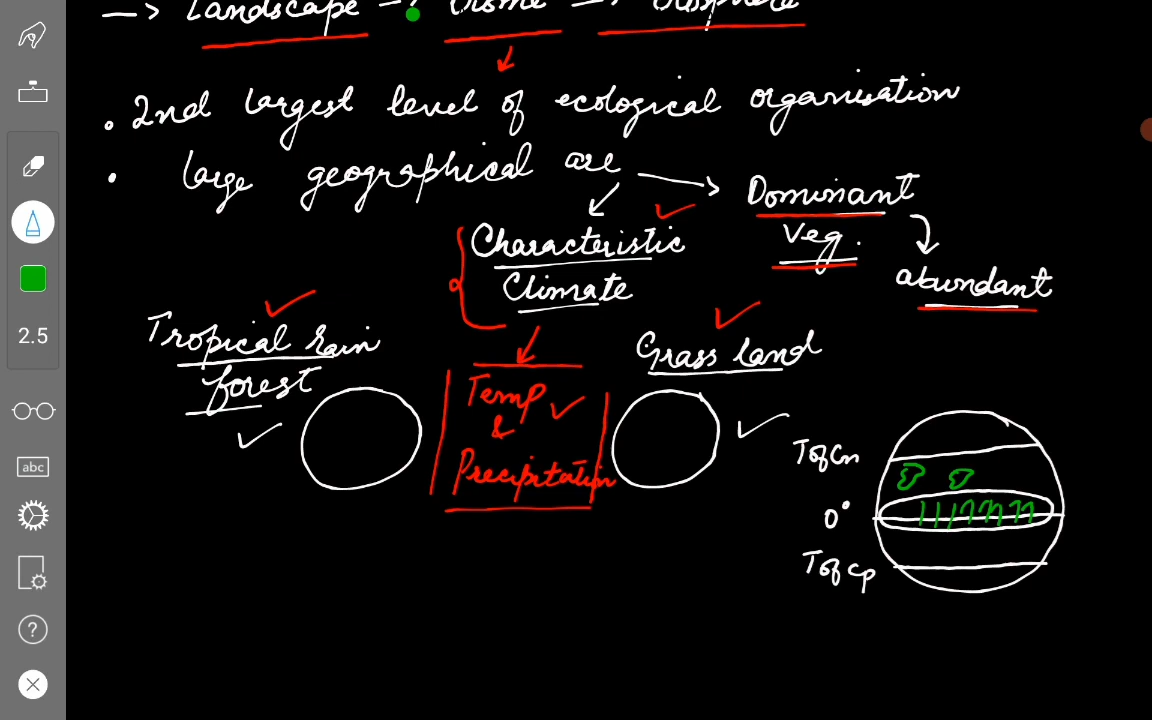 → Landscape → Biome → Biosphere
. 2nd largest level of ecological organisation
. large geographical are → Dominant
Veg.
abundant
Characteristic
Climate
Tropical rain
forest
Grass land
Temp
&
Precipitation
T of Cn
0°
T of Cp
2.5
abc
?